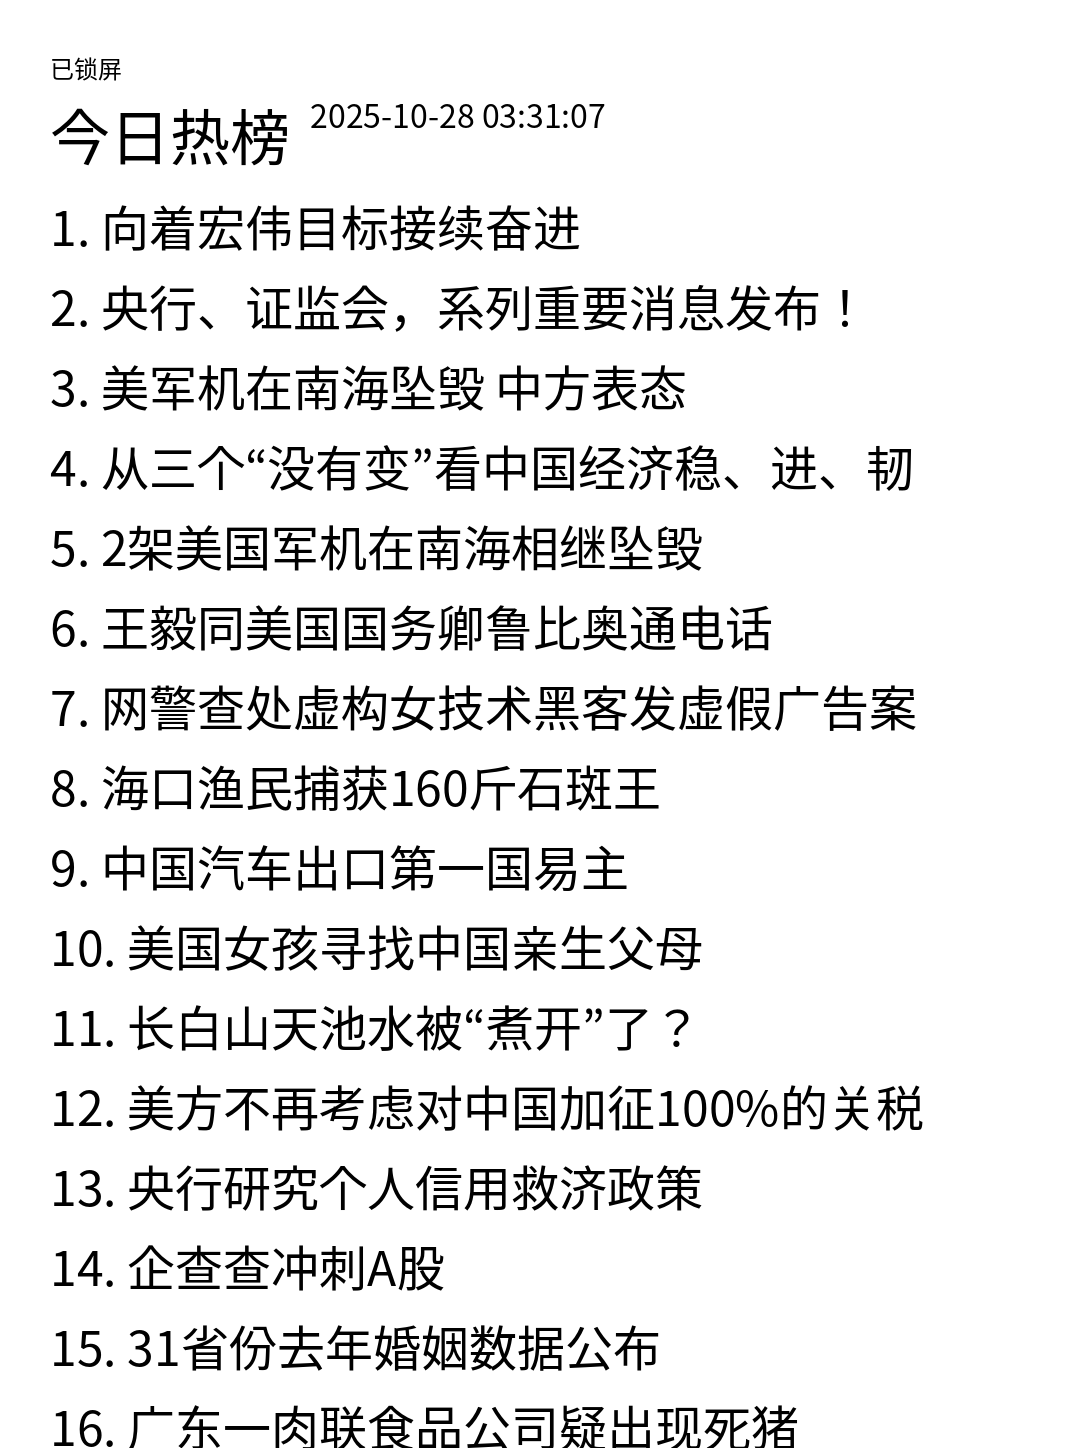 已锁屏
今日热榜 2025-10-28 03:31:07
1. 向着宏伟目标接续奋进
2. 央行、证监会，系列重要消息发布！
3. 美军机在南海坠毁 中方表态
4. 从三个“没有变”看中国经济稳、进、韧
5. 2架美国军机在南海相继坠毁
6. 王毅同美国国务卿鲁比奥通电话
7. 网警查处虚构女技术黑客发虚假广告案
8. 海口渔民捕获160斤石斑王
9. 中国汽车出口第一国易主
10. 美国女孩寻找中国亲生父母
11. 长白山天池水被“煮开”了？
12. 美方不再考虑对中国加征100%的关税
13. 央行研究个人信用救济政策
14. 企查查冲刺A股
15. 31省份去年婚姻数据公布
16. 广东一肉联食品公司疑出现死猪